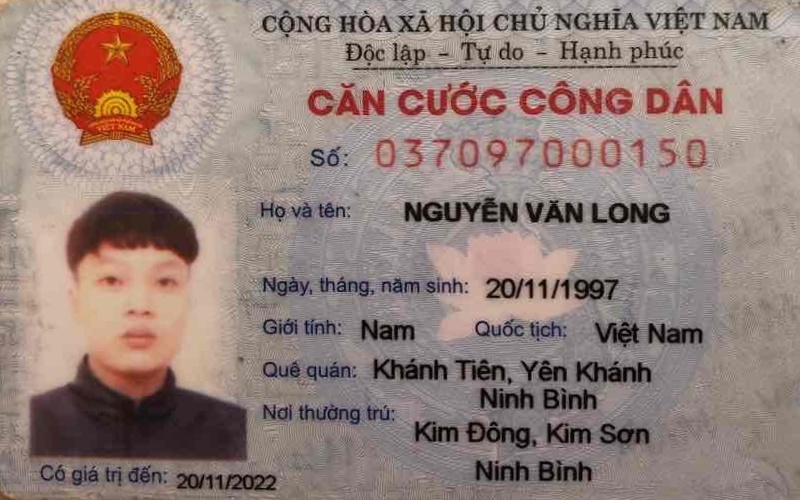 CỘNG HÒA XÃ HỘI CHỦ NGHĨA VIỆT NAM
Độc lập - Tự do - Hạnh phúc
CĂN CƯỚC CÔNG DÂN
Số: 037097000150
Họ và tên: NGUYỄN VĂN LONG
Ngày, tháng, năm sinh: 20/11/1997
Giới tính: Nam Quốc tịch: Việt Nam
Quê quán: Khánh Tiên, Yên Khánh
Ninh Bình
Nơi thường trú:
Kim Đông, Kim Sơn
Ninh Bình
Có giá trị đến: 20/11/2022
VIỆT NAM